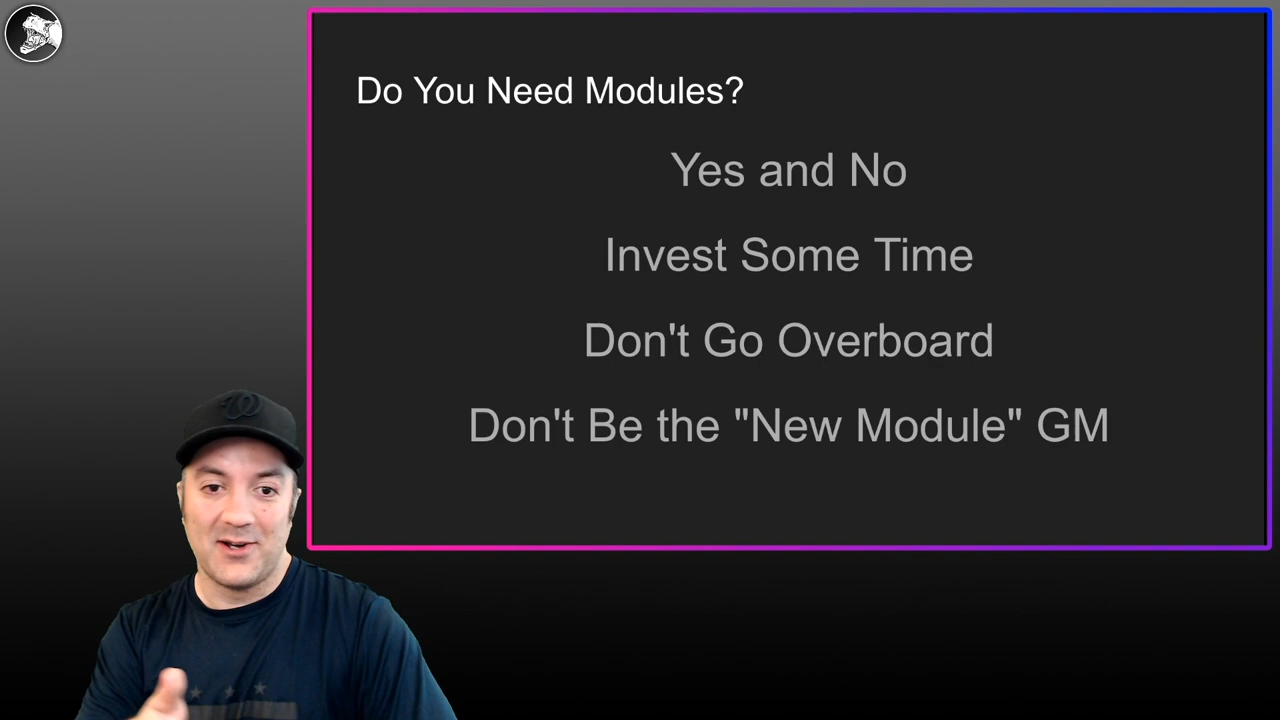 Do You Need Modules?
Yes and No
Invest Some Time
Don't Go Overboard
Don't Be the "New Module" GM